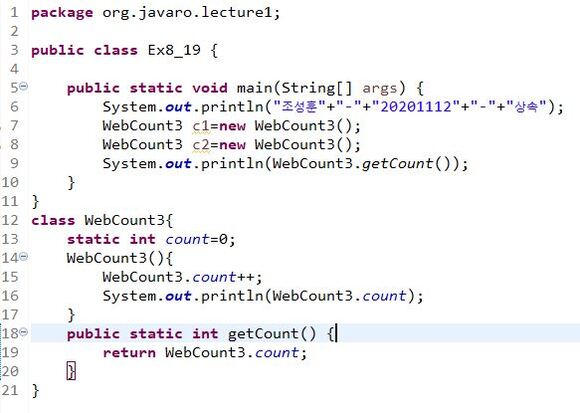 1 package org.javaro.lecture1;
2
3 public class Ex8_19 {
4
5 public static void main(String[] args) {
6 System.out.println("조성훈"+"-"+"20201112"+"-"+"상속");
7 WebCount3 c1=new WebCount3();
8 WebCount3 c2=new WebCount3();
9 System.out.println(WebCount3.getCount());
10 }
11 }
12 class WebCount3{
13 static int count=0;
14 WebCount3(){
15 WebCount3.count++;
16 System.out.println(WebCount3.count);
17 }
18 public static int getCount() {
19 return WebCount3.count;
20 }
21 }